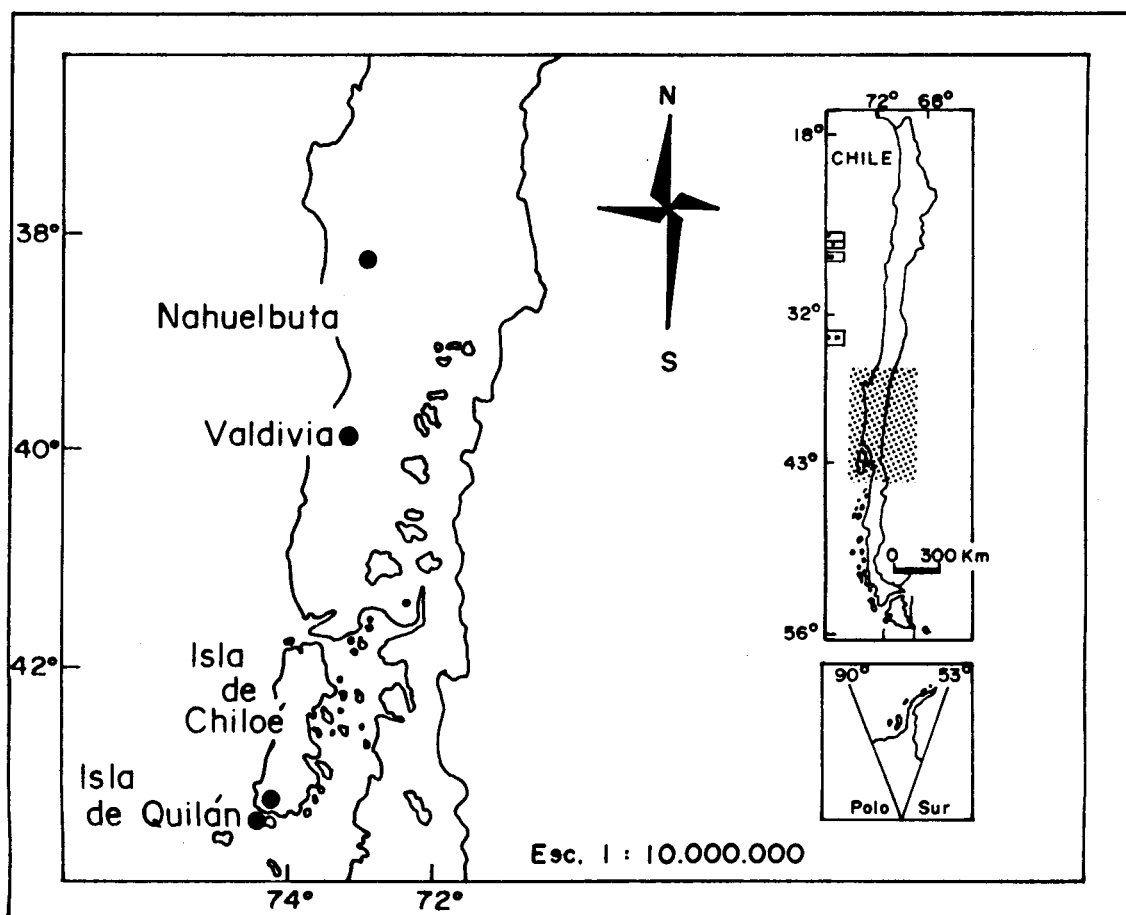 N
S
38°
Nahuelbuta
Valdivia
40°
42°
Isla
de
Chiloé
Isla
de Quilán
74°
72°
Esc. 1 : 10.000.000
72° 68°
18°
CHILE
32°
43°
0 300 Km
56°
90° 53°
Polo Sur